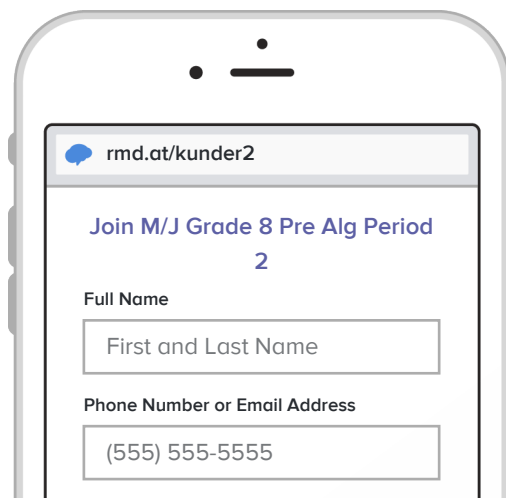 rmd.at/kunder2
Join M/J Grade 8 Pre Alg Period
2
Full Name
First and Last Name
Phone Number or Email Address
(555) 555-5555